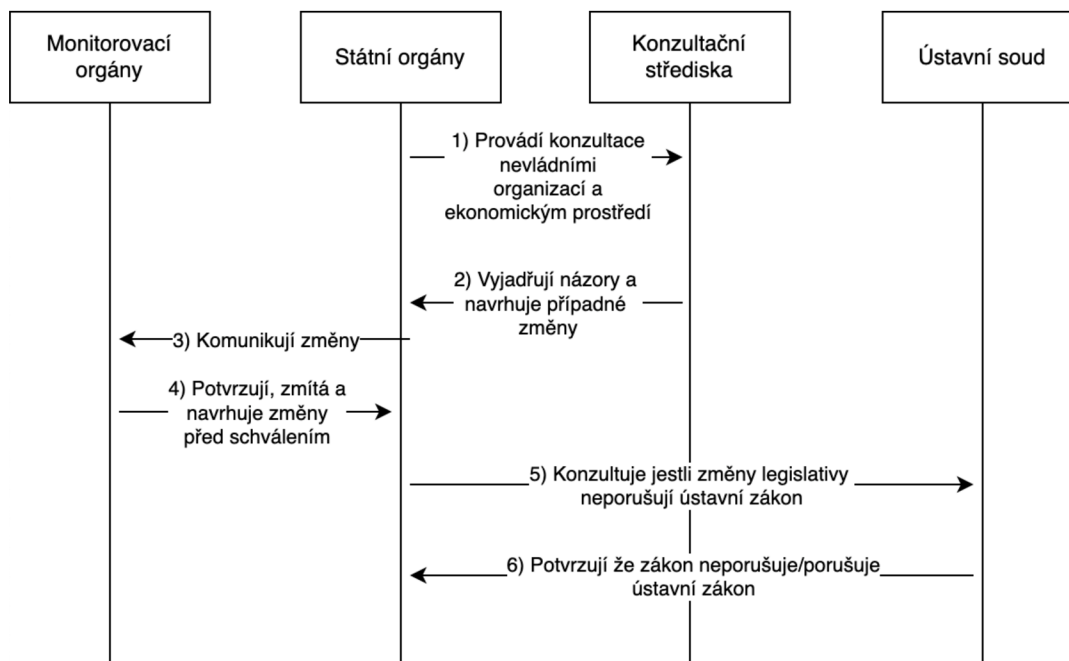 Monitorovací
orgány
Státní orgány
Konzultační
střediska
Ústavní soud
1) Provádí konzultace
nevládními
organizací a
ekonomickým prostředí
2) Vyjadřují názory a
navrhuje případné
změny
3) Komunikují změny
4) Potvrzují, zmítá a
navrhuje změny
před schválením
5) Konzultuje jestli změny legislativy
neporušují ústavní zákon
6) Potvrzují že zákon neporušuje/porušuje
ústavní zákon